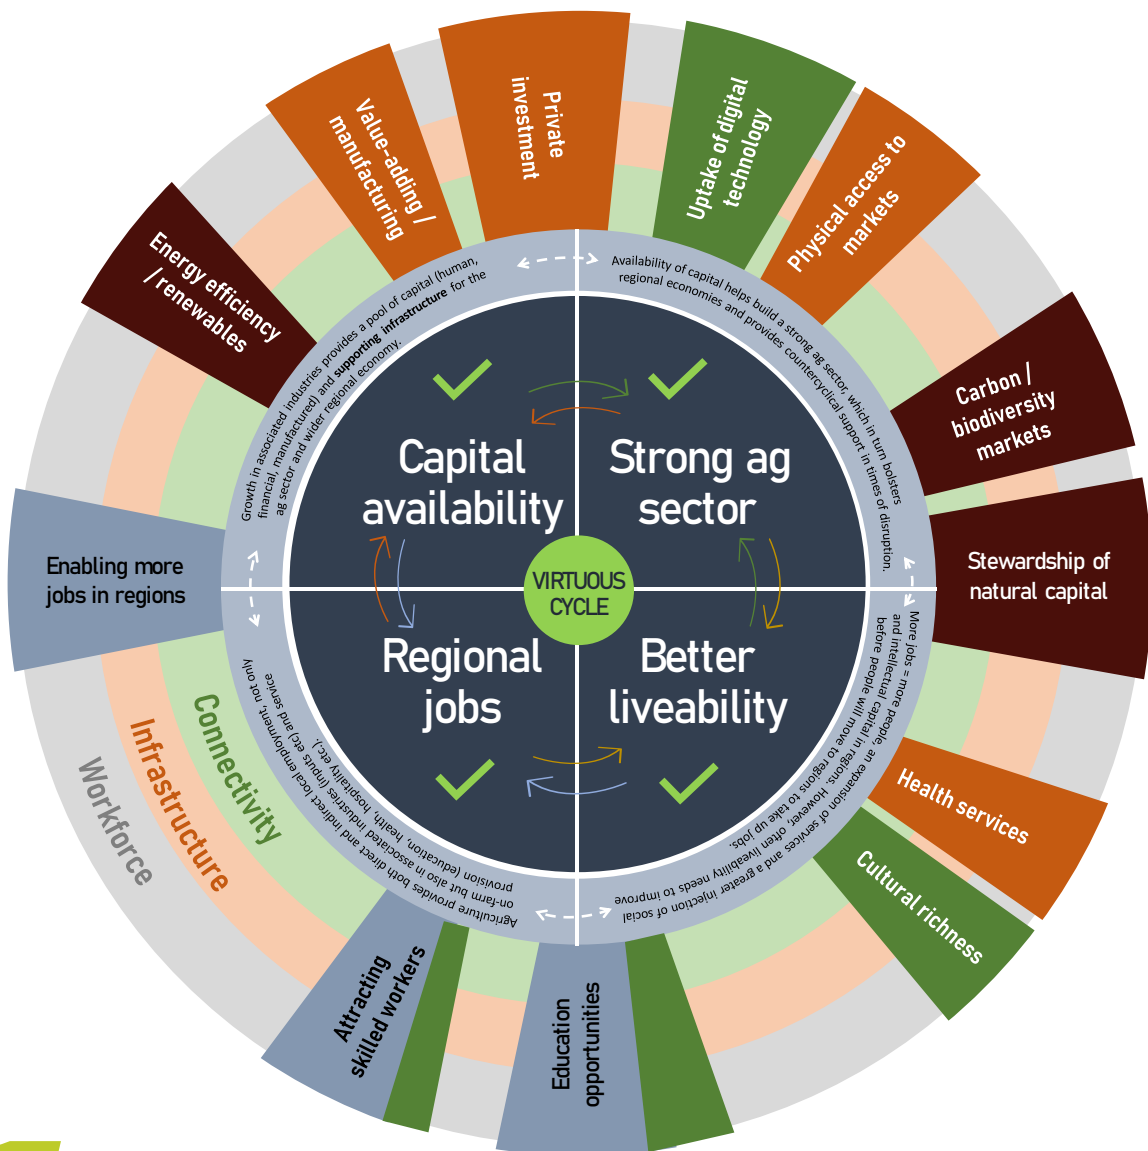 Private
investment
Uptake of digital
technology
Physical access to
markets
Carbon /
biodiversity
markets
Stewardship of
natural capital
Health services
Cultural richness
Education
opportunities
Attracting
skilled workers
Enabling more
jobs in regions
Energy efficiency
/ renewables
Value-adding /
manufacturing
Growth in associated industries provides a pool of capital (human,
financial, manufactured) and supporting infrastructure for the
ag sector and wider regional economy.
Availability of capital helps build a strong ag sector, which in turn bolsters
regional economies and provides countercyclical support in times of disruption.
More jobs = more people, an expansion of services and a greater injection of social
and intellectual capital in regions. However, often liveability needs to improve
before people will move to regions to take up jobs.
Agriculture provides both direct and indirect local employment, not only
on-farm but also in associated industries (inputs etc) and service
provision (education, health, hospitality etc.).
Capital
availability
Strong ag
sector
VIRTUOUS
CYCLE
Regional
jobs
Better
liveability
Connectivity
Infrastructure
Workforce